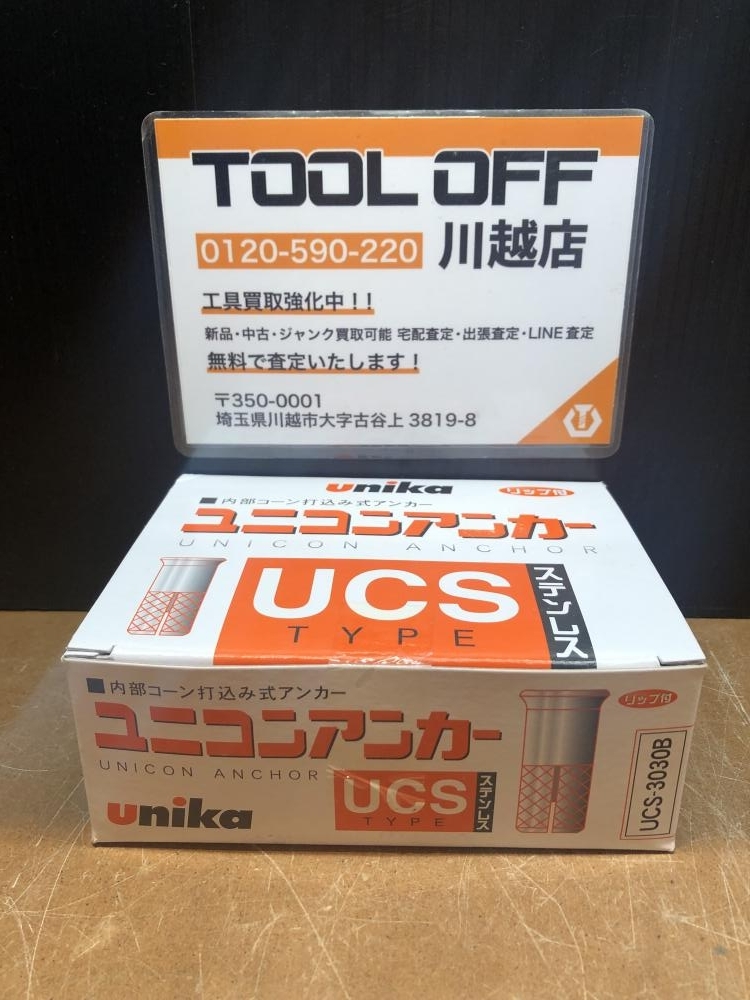 TOOL OFF
0120-590-220 川越店
工具買取強化中！！
新品・中古・ジャンク買取可能 宅配査定・出張査定・LINE査定
無料で査定いたします！
〒350-0001
埼玉県川越市大字古谷上 3819-8
unika
リップ付
■内部コーン打込み式アンカー
ユニコンアンカー
UNICON ANCHOR
UCS
TYPE
ステンレス
■内部コーン打込み式アンカー
リップ付
ユニコンアンカー
UNICON ANCHOR
UCS
TYPE
ステンレス
unika
UCS-3030B